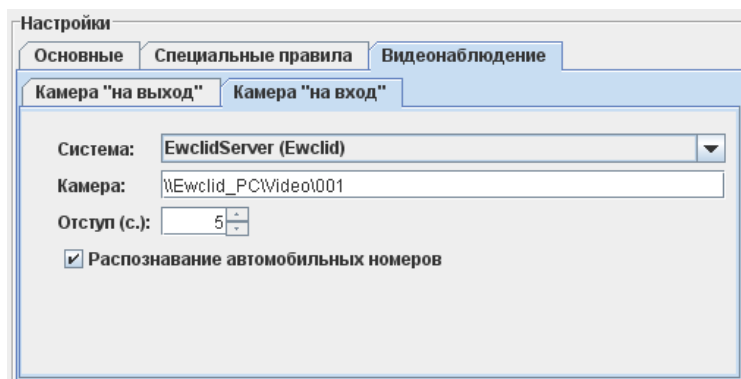 Настройки
Основные Специальные правила Видеонаблюдение
Камера "на выход" Камера "на вход"
Система: EwclidServer (Ewclid)
Камера: \\Ewclid_PC\Video\001
Отступ (с.): 5
Распознавание автомобильных номеров